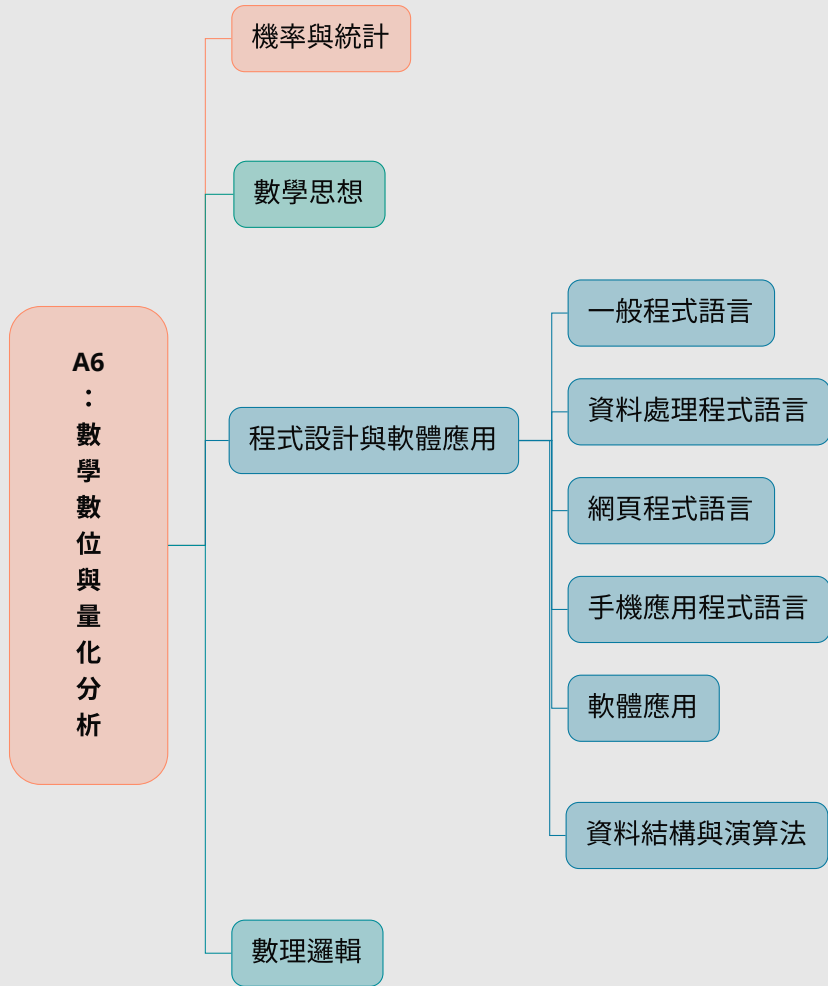 機率與統計
數學思想
A6
：
數
學
數
位
與
量
化
分
析
程式設計與軟體應用
一般程式語言
資料處理程式語言
網頁程式語言
手機應用程式語言
軟體應用
資料結構與演算法
數理邏輯